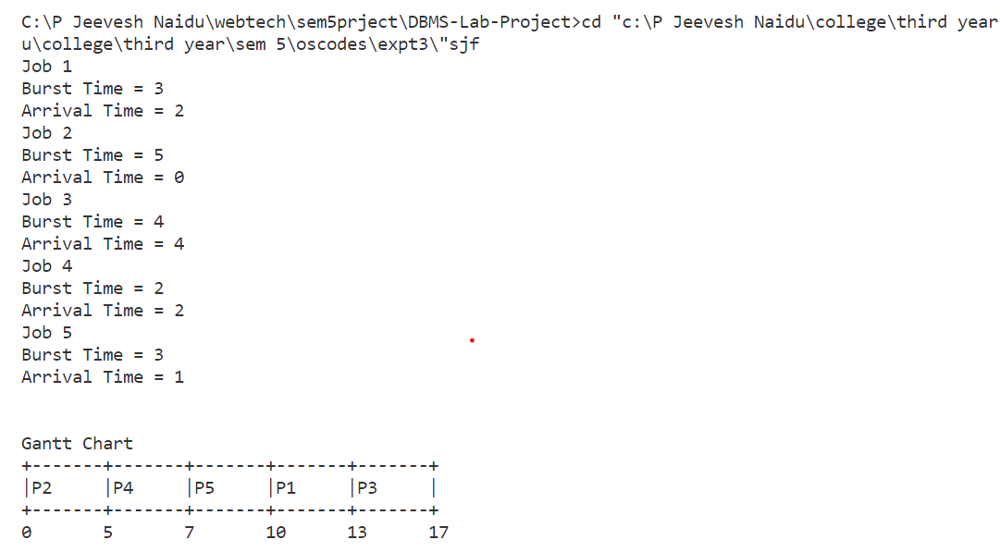 C:\P Jeevesh Naidu\webtech\sem5prject\DBMS-Lab-Project>cd "c:\P Jeevesh Naidu\college\third year
u\college\third year\sem 5\oscodes\expt3\"sjf
Job 1
Burst Time = 3
Arrival Time = 2
Job 2
Burst Time = 5
Arrival Time = 0
Job 3
Burst Time = 4
Arrival Time = 4
Job 4
Burst Time = 2
Arrival Time = 2
Job 5
Burst Time = 3
Arrival Time = 1
Gantt Chart
+-------+-------+-------+-------+-------+
|P2     |P4     |P5     |P1     |P3     |
+-------+-------+-------+-------+-------+
0       5       7       10      13      17